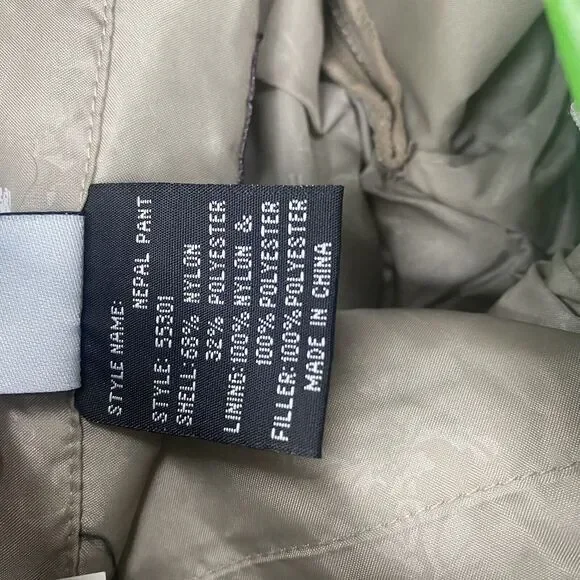 STYLE NAME:
NEPAL PANT
STYLE: 55301
SHELL: 68% NYLON
32% POLYESTER
LINING:100% NYLON &
100% POLYESTER
FILLER:100%POLYESTER
MADE IN CHINA